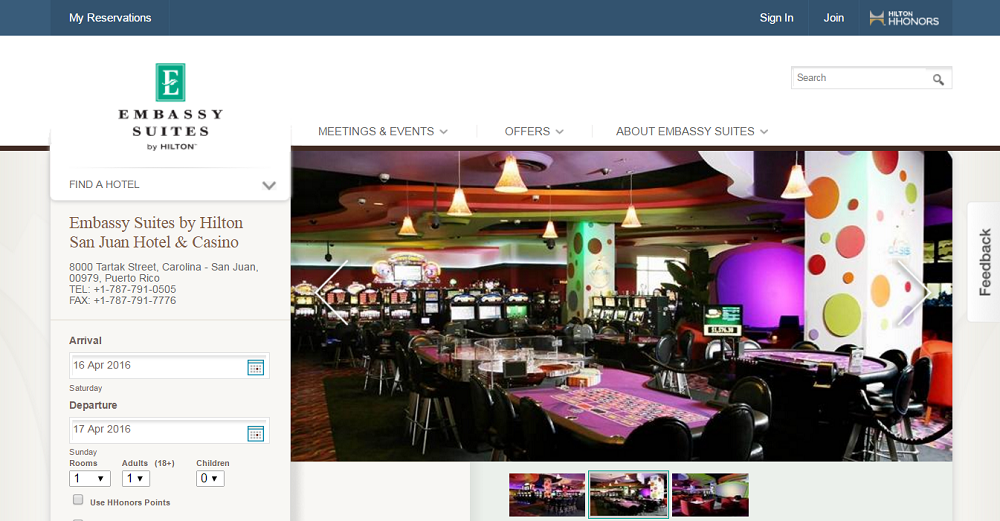 My Reservations
Sign In
Join
HILTON
HHONORS
Search
E
EMBASSY
SUITES
by HILTON™
MEETINGS & EVENTS
OFFERS
ABOUT EMBASSY SUITES
FIND A HOTEL
Embassy Suites by Hilton
San Juan Hotel & Casino
8000 Tartak Street, Carolina - San Juan,
00979, Puerto Rico
TEL: +1-787-791-0505
FAX: +1-787-791-7776
Feedback
Arrival
16 Apr 2016
Saturday
Departure
17 Apr 2016
Sunday
Rooms Adults (18+) Children
1 1 0
Use HHonors Points